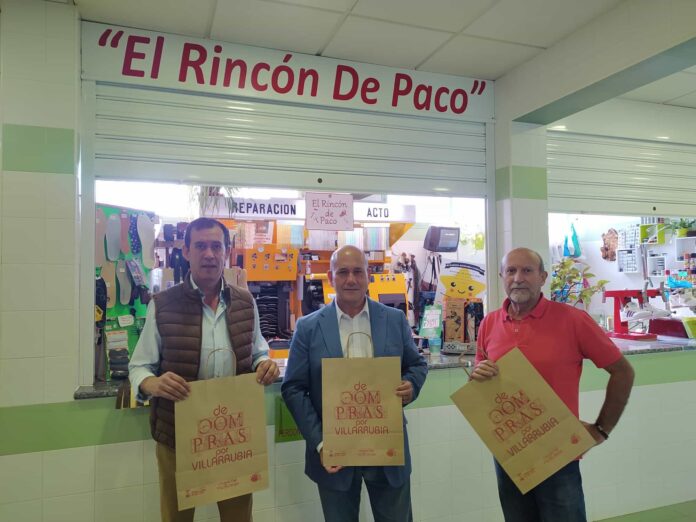 “El Rincón De Paco”
REPARACION
ACTO
El Rincón
de Paco
de
COM
PRAS
por
VILLARRUBIA
de
COM
PRAS
por
VILLARRUBIA
de
COM
PRAS
por
VILLARRUBIA